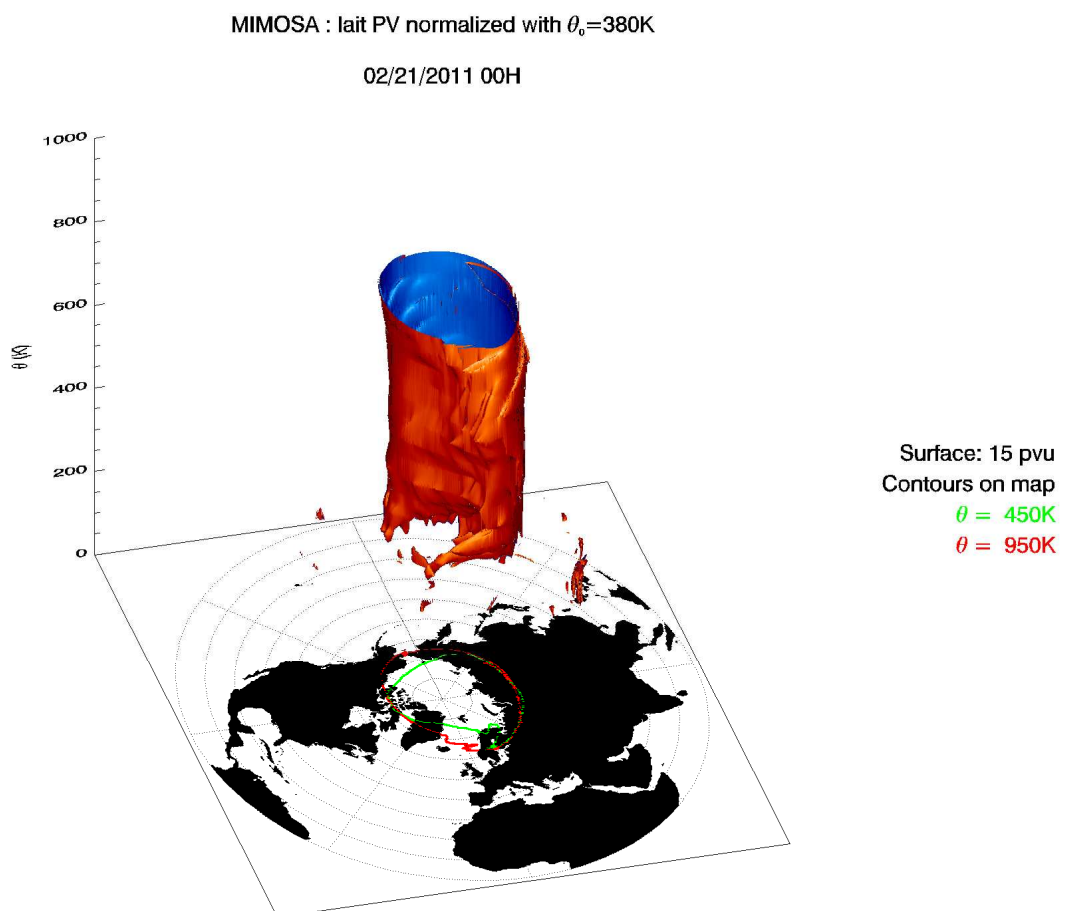 MIMOSA : lait PV normalized with θ₀=380K
02/21/2011 00H
1000
800
600
400
200
0
θ (K)
Surface: 15 pvu
Contours on map
θ = 450K
θ = 950K